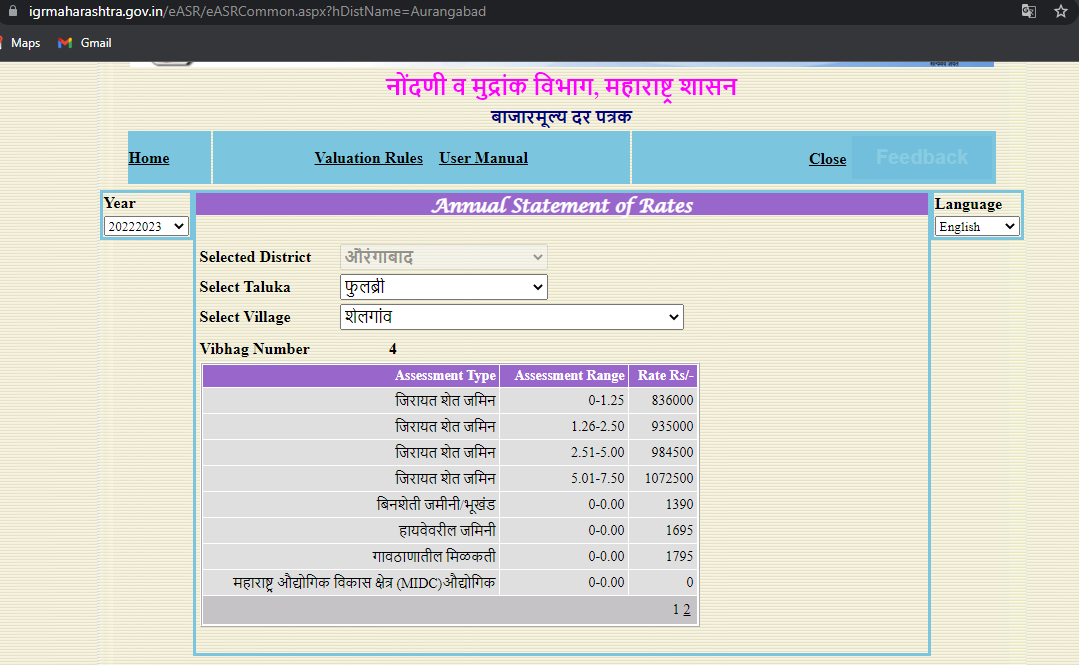 igrmaharashtra.gov.in/eASR/eASRCommon.aspx?hDistName=Aurangabad
Maps Gmail
नोंदणी व मुद्रांक विभाग, महाराष्ट्र शासन
बाजारमूल्य दर पत्रक
Home Valuation Rules User Manual Close Feedback
Year Annual Statement of Rates Language
20222023 English
Selected District औरंगाबाद
Select Taluka फुलब्री
Select Village शेलगांव
Vibhag Number 4
Assessment Type Assessment Range Rate Rs/-
जिरायत शेत जमिन 0-1.25 836000
जिरायत शेत जमिन 1.26-2.50 935000
जिरायत शेत जमिन 2.51-5.00 984500
जिरायत शेत जमिन 5.01-7.50 1072500
बिनशेती जमीनी/भूखंड 0-0.00 1390
हायवेवरील जमिनी 0-0.00 1695
गावठाणातील मिळकती 0-0.00 1795
महाराष्ट्र औद्योगिक विकास क्षेत्र (MIDC)औद्योगिक 0-0.00 0
1 2